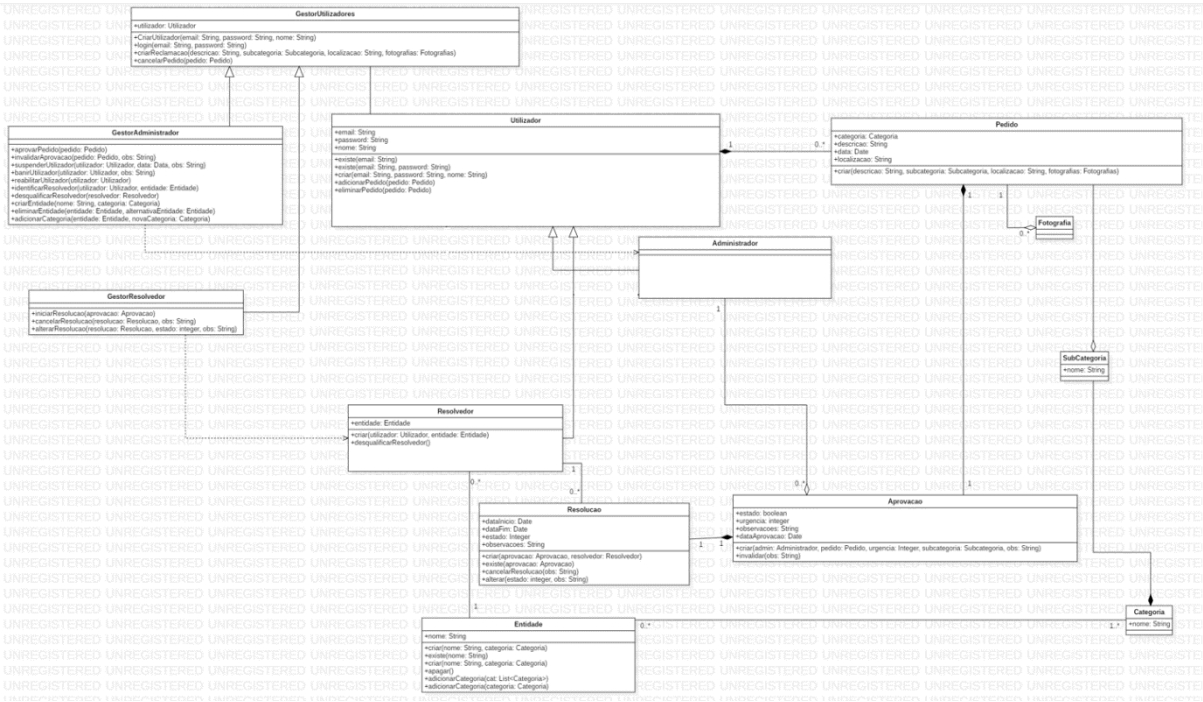 GestorUtilizadores
+utilizador: Utilizador
+CriarUtilizador(email: String, password: String, nome: String)
+login(email: String, password: String)
+criarReclamacao(descricao: String, subcategoria: Subcategoria, localizacao: String, fotografias: Fotografias)
+cancelarPedido(pedido: Pedido)
GestorAdministrador
+aprovarPedido(pedido: Pedido)
+invalidarAprovacao(pedido: Pedido, obs: String)
+suspenderUtilizador(utilizador: Utilizador, data: Data, obs: String)
+banirUtilizador(utilizador: Utilizador, obs: String)
+reabilitarUtilizador(utilizador: Utilizador)
+identificarResolvedor(utilizador: Utilizador, entidade: Entidade)
+desqualificarResolvedor(resolvedor: Resolvedor)
+criarEntidade(nome: String, categoria: Categoria)
+eliminarEntidade(entidade: Entidade, alternativaEntidade: Entidade)
+adicionarCategoria(entidade: Entidade, novaCategoria: Categoria)
Utilizador
+email: String
+password: String
+nome: String
+existe(email: String)
+existe(email: String, password: String)
+criar(email: String, password: String, nome: String)
+adicionarPedido(pedido: Pedido)
+eliminarPedido(pedido: Pedido)
1
0..*
Pedido
+categoria: Categoria
+descricao: String
+data: Date
+localizacao: String
+criar(descricao: String, subcategoria: Subcategoria, localizacao: String, fotografias: Fotografias)
1
1
0..*
Fotografia
Administrador
1
GestorResolvedor
+iniciarResolucao(aprovacao: Aprovacao)
+cancelarResolucao(resolucao: Resolucao, obs: String)
+alterarResolucao(resolucao: Resolucao, estado: integer, obs: String)
SubCategoria
+nome: String
Resolvedor
+entidade: Entidade
+criar(utilizador: Utilizador, entidade: Entidade)
+desqualificarResolvedor()
0..*
1
0..*
0..*
1
Resolucao
+dataInicio: Date
+dataFim: Date
+estado: Integer
+observacoes: String
+criar(aprovacao: Aprovacao, resolvedor: Resolvedor)
+existe(aprovacao: Aprovacao)
+cancelarResolucao(obs: String)
+alterar(estado: integer, obs: String)
1
1
Aprovacao
+estado: boolean
+urgencia: integer
+observacoes: String
+dataAprovacao: Date
+criar(admin: Administrador, pedido: Pedido, urgencia: Integer, subcategoria: Subcategoria, obs: String)
+invalidar(obs: String)
1
Entidade
+nome: String
+criar(nome: String, categoria: Categoria)
+existe(nome: String)
+criar(nome: String, categoria: Categoria)
+apagar()
+adicionarCategoria(cat: List<Categoria>)
+adicionarCategoria(categoria: Categoria)
0..*
1..*
Categoria
+nome: String